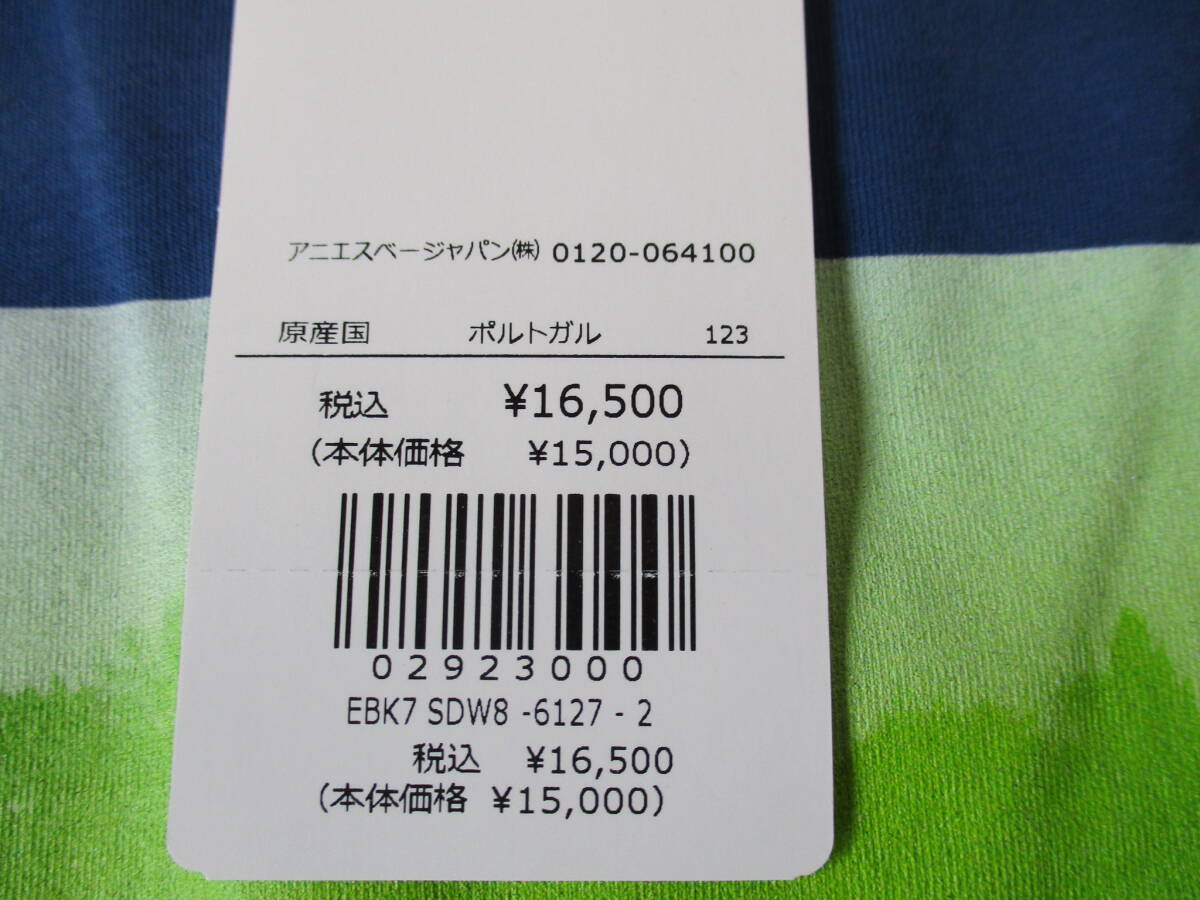 アニエスベージャパン㈱ 0120-064100
原産国 ポルトガル 123
税込 ¥16,500
(本体価格 ¥15,000)
02923000
EBK7 SDW8 -6127 - 2
税込 ¥16,500
(本体価格 ¥15,000)